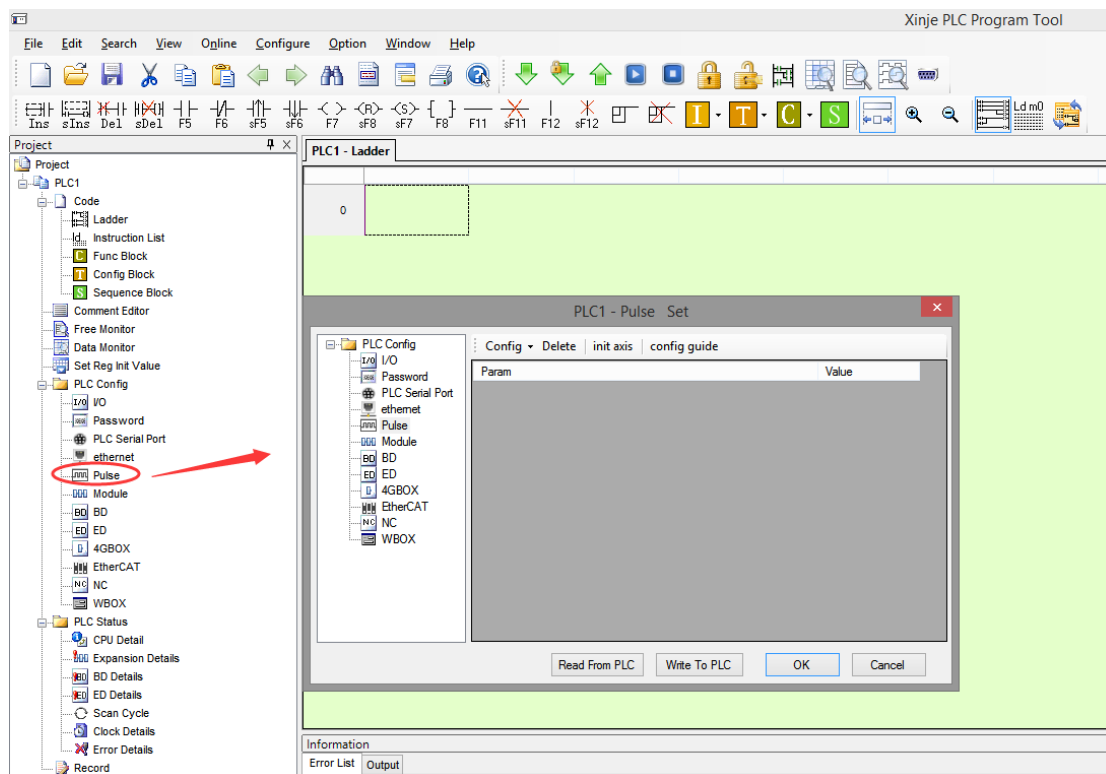 Xinje PLC Program Tool
File Edit Search View Online Configure Option Window Help
Ins sIns Del sDel F5 F6 sF5 sF6 F7 sF8 sF7 F8 F11 sF11 F12 sF12 I T C S Ld m0
Project
PLC1 - Ladder
Project
PLC1
Code
Ladder
Instruction List
Func Block
Config Block
Sequence Block
Comment Editor
Free Monitor
Data Monitor
Set Reg Init Value
PLC Config
I/O
Password
PLC Serial Port
ethernet
Pulse
Module
BD
ED
4GBOX
EtherCAT
NC
WBOX
PLC Status
CPU Detail
Expansion Details
BD Details
ED Details
Scan Cycle
Clock Details
Error Details
Record
0
PLC1 - Pulse Set
PLC Config
I/O
Password
PLC Serial Port
ethernet
Pulse
Module
BD
ED
4GBOX
EtherCAT
NC
WBOX
Config Delete init axis config guide
Param Value
Read From PLC Write To PLC OK Cancel
Information
Error List Output